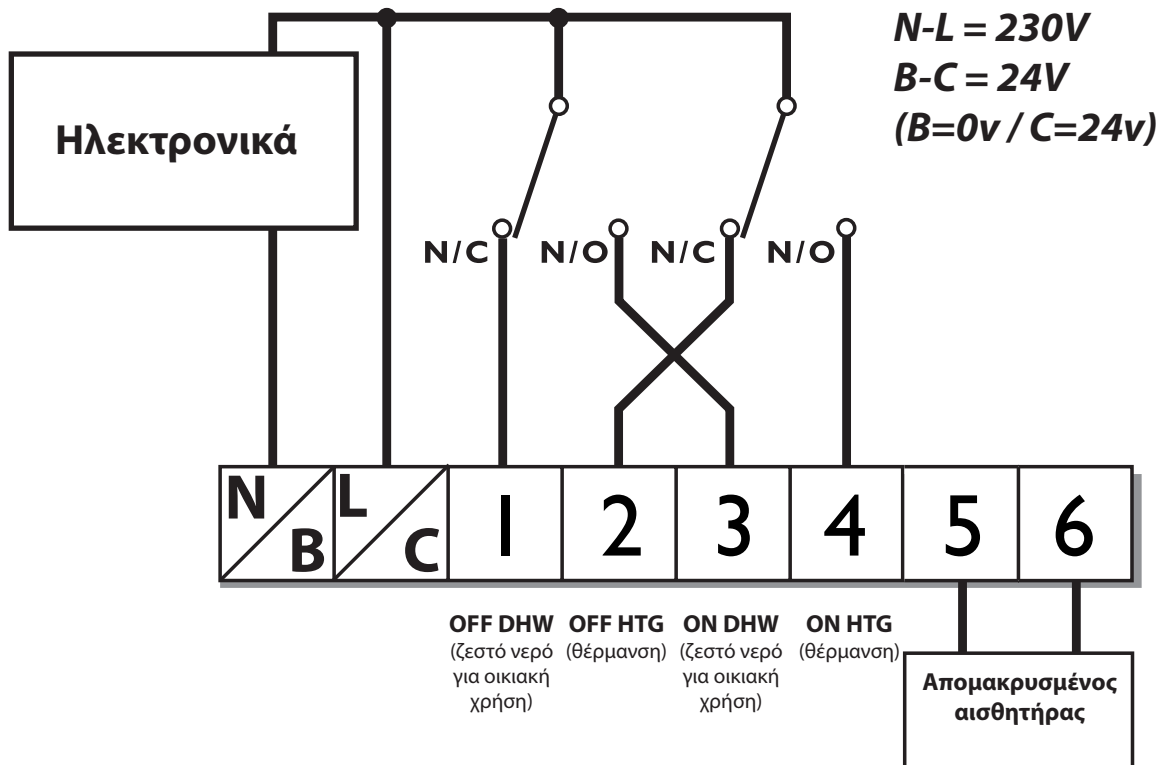 N-L = 230V
B-C = 24V
(B=0v / C=24v)
Ηλεκτρονικά
N/C N/O N/C N/O
N B L C 1 2 3 4 5 6
OFF DHW
(ζεστό νερό
για οικιακή
χρήση)
OFF HTG
(θέρμανση)
ON DHW
(ζεστό νερό
για οικιακή
χρήση)
ON HTG
(θέρμανση)
Απομακρυσμένος
αισθητήρας